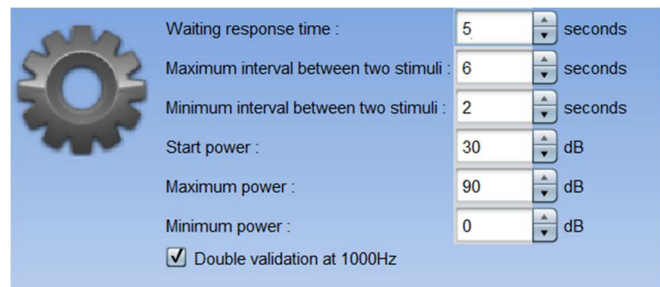 Waiting response time : 5 seconds
Maximum interval between two stimuli : 6 seconds
Minimum interval between two stimuli : 2 seconds
Start power : 30 dB
Maximum power : 90 dB
Minimum power : 0 dB
Double validation at 1000Hz